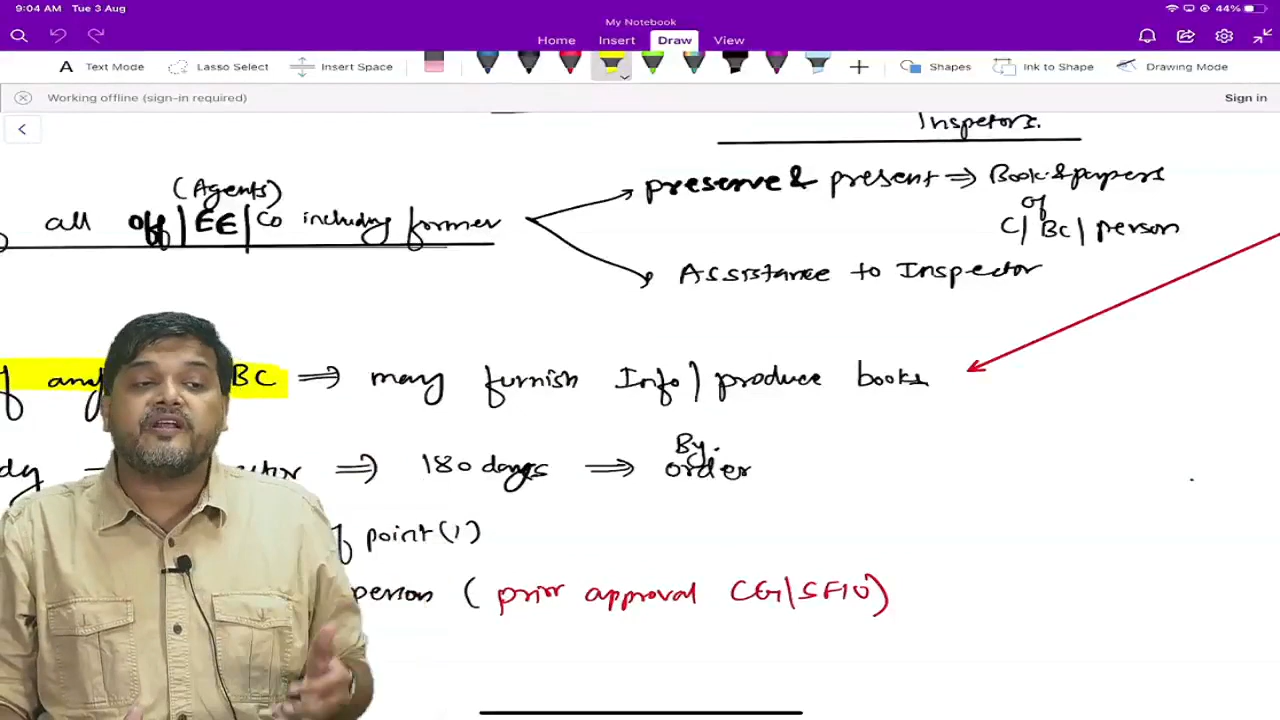 9:04 AM Tue 3 Aug
44%
My Notebook
Home Insert Draw View
A Text Mode Lasso Select Insert Space Shapes Ink to Shape Drawing Mode
Working offline (sign-in required) Sign in
Inspetors.
(Agents)
all off|EE|Co including former
preserve & present ⇒ Book & papers
of
C/ BC/ person
Assistance to Inspector
BC ⇒ may furnish Info/produce books
By.
⇒ 180 days ⇒ order
point (1)
person (prior approval CG/SFIO)